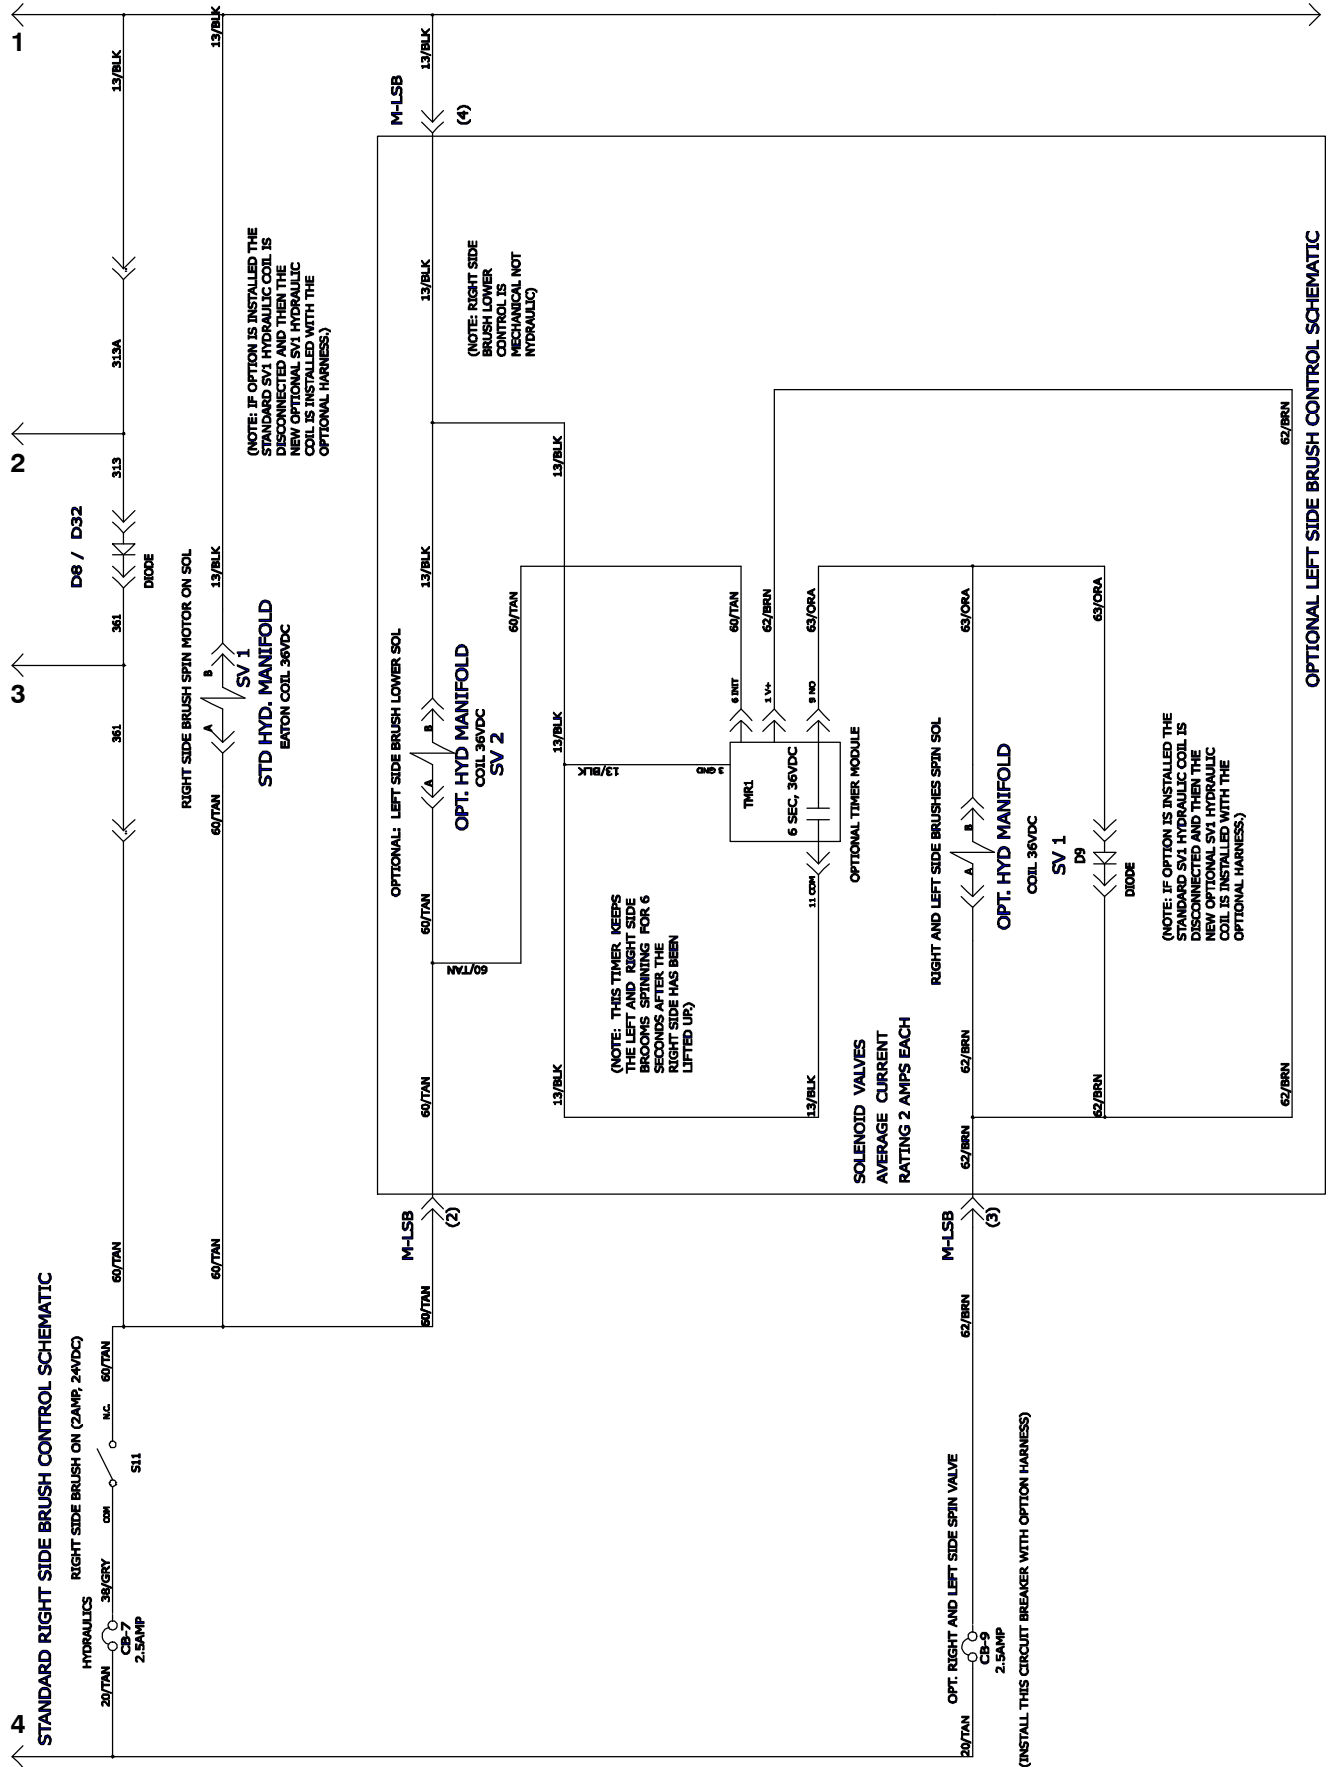 1
2
3
4
STANDARD RIGHT SIDE BRUSH CONTROL SCHEMATIC
RIGHT SIDE BRUSH ON (2AMP, 24VDC)
HYDRAULICS
20/TAN
CB-7
2.5AMP
38/GRY
COM
S11
N.C.
60/TAN
60/TAN
361
361
D8 / D32
DIODE
313
313A
13/BLK
RIGHT SIDE BRUSH SPIN MOTOR ON SOL
60/TAN
60/TAN
A
B
SV 1
STD HYD. MANIFOLD
EATON COIL 36VDC
13/BLK
13/BLK
(NOTE: IF OPTION IS INSTALLED THE
STANDARD SV1 HYDRAULIC COIL IS
DISCONNECTED AND THEN THE
NEW OPTIONAL SV1 HYDRAULIC
COIL IS INSTALLED WITH THE
OPTIONAL HARNESS.)
60/TAN
M-LSB
(2)
60/TAN
60/TAN
OPTIONAL: LEFT SIDE BRUSH LOWER SOL
A
B
OPT. HYD MANIFOLD
COIL 36VDC
SV 2
13/BLK
13/BLK
M-LSB
(4)
13/BLK
(NOTE: RIGHT SIDE
BRUSH LOWER
CONTROL IS
MECHANICAL NOT
NYDRAULIC)
60/TAN
60/TAN
13/BLK
13/BLK
13/BLK
13/BLK
3 GND
60/TAN
6 INIT
62/BRN
1 V+
63/ORA
9 NO
TMR1
6 SEC, 36VDC
OPTIONAL TIMER MODULE
11 COM
13/BLK
(NOTE: THIS TIMER KEEPS
THE LEFT AND RIGHT SIDE
BROOMS SPINNING FOR 6
SECONDS AFTER THE
RIGHT SIDE HAS BEEN
LIFTED UP.)
SOLENOID VALVES
AVERAGE CURRENT
RATING 2 AMPS EACH
RIGHT AND LEFT SIDE BRUSHES SPIN SOL
OPT. RIGHT AND LEFT SIDE SPIN VALVE
20/TAN
CB-9
2.5AMP
(INSTALL THIS CIRCUIT BREAKER WITH OPTION HARNESS)
62/BRN
M-LSB
(3)
62/BRN
62/BRN
A
B
OPT. HYD MANIFOLD
COIL 36VDC
SV 1
63/ORA
62/BRN
D9
DIODE
63/ORA
(NOTE: IF OPTION IS INSTALLED THE
STANDARD SV1 HYDRAULIC COIL IS
DISCONNECTED AND THEN THE
NEW OPTIONAL SV1 HYDRAULIC
COIL IS INSTALLED WITH THE
OPTIONAL HARNESS.)
62/BRN
62/BRN
OPTIONAL LEFT SIDE BRUSH CONTROL SCHEMATIC